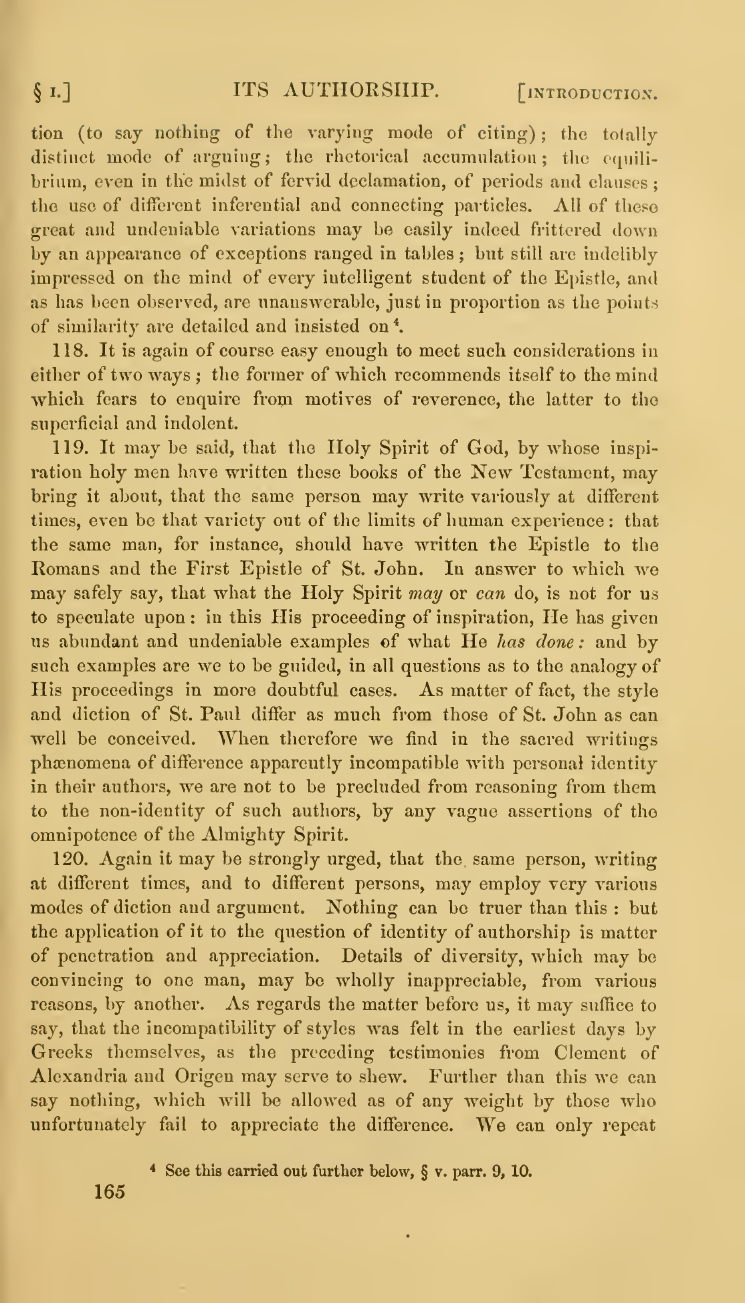 § I.] ITS AUTHORSHIP. [INTRODUCTION.
tion (to say nothing of the varying mode of citing) ; the totally
distinct mode of arguing ; the rhetorical accumulation ; the equili-
brium, even in the midst of fervid declamation, of periods and clauses ;
the use of different inferential and connecting particles. All of these
great and undeniable variations may be easily indeed frittered down
by an appearance of exceptions ranged in tables ; but still are indelibly
impressed on the mind of every intelligent student of the Epistle, and
as has been observed, are unanswerable, just in proportion as the points
of similarity are detailed and insisted on ⁴.
118. It is again of course easy enough to meet such considerations in
either of two ways ; the former of which recommends itself to the mind
which fears to enquire from motives of reverence, the latter to the
superficial and indolent.
119. It may be said, that the Holy Spirit of God, by whose inspi-
ration holy men have written these books of the New Testament, may
bring it about, that the same person may write variously at different
times, even be that variety out of the limits of human experience : that
the same man, for instance, should have written the Epistle to the
Romans and the First Epistle of St. John. In answer to which we
may safely say, that what the Holy Spirit may or can do, is not for us
to speculate upon : in this His proceeding of inspiration, He has given
us abundant and undeniable examples of what He has done : and by
such examples are we to be guided, in all questions as to the analogy of
His proceedings in more doubtful cases. As matter of fact, the style
and diction of St. Paul differ as much from those of St. John as can
well be conceived. When therefore we find in the sacred writings
phænomena of difference apparently incompatible with personal identity
in their authors, we are not to be precluded from reasoning from them
to the non-identity of such authors, by any vague assertions of the
omnipotence of the Almighty Spirit.
120. Again it may be strongly urged, that the same person, writing
at different times, and to different persons, may employ very various
modes of diction and argument. Nothing can be truer than this : but
the application of it to the question of identity of authorship is matter
of penetration and appreciation. Details of diversity, which may be
convincing to one man, may be wholly inappreciable, from various
reasons, by another. As regards the matter before us, it may suffice to
say, that the incompatibility of styles was felt in the earliest days by
Greeks themselves, as the preceding testimonies from Clement of
Alexandria and Origen may serve to shew. Further than this we can
say nothing, which will be allowed as of any weight by those who
unfortunately fail to appreciate the difference. We can only repeat
⁴ See this carried out further below, § v. parr. 9, 10.
165